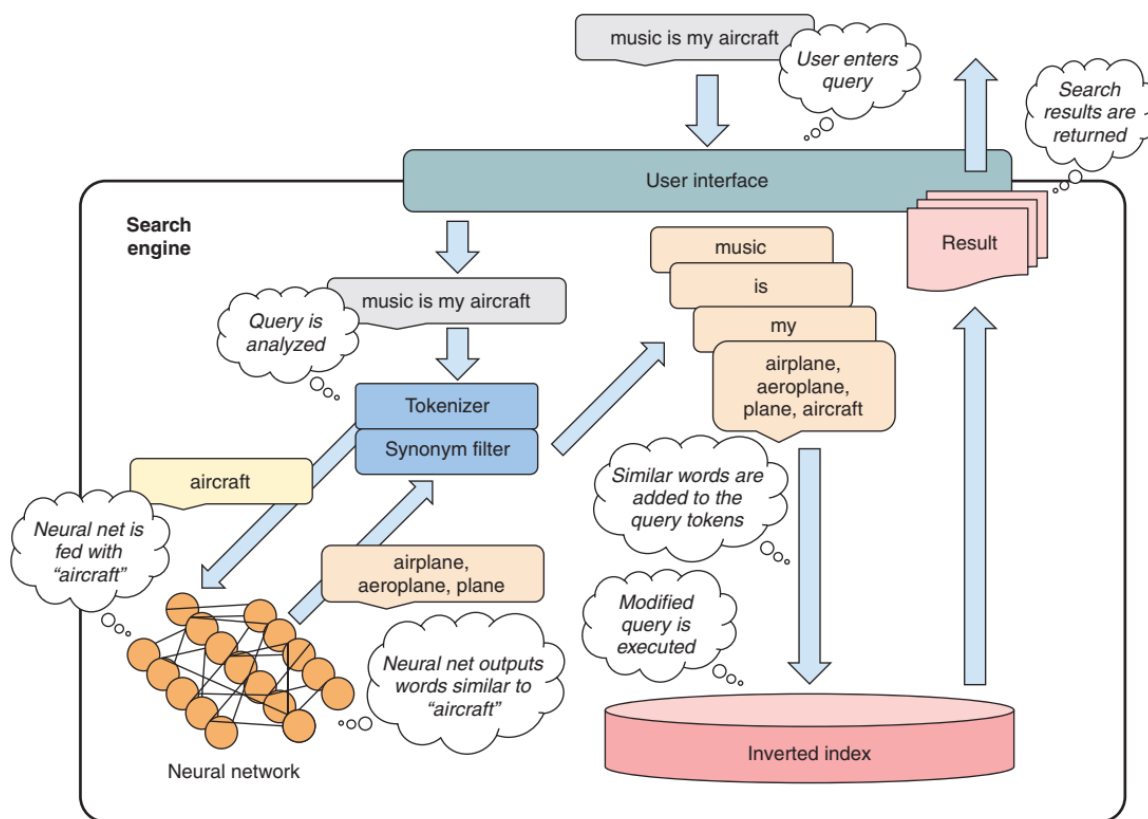 music is my aircraft
User enters
query
Search
results are
returned
User interface
Search
engine
Result
music
is
my
airplane,
aeroplane,
plane, aircraft
music is my aircraft
Query is
analyzed
Tokenizer
Synonym filter
aircraft
Neural net is
fed with
“aircraft”
airplane,
aeroplane, plane
Neural net outputs
words similar to
“aircraft”
Neural network
Similar words are
added to the
query tokens
Modified
query is
executed
Inverted index